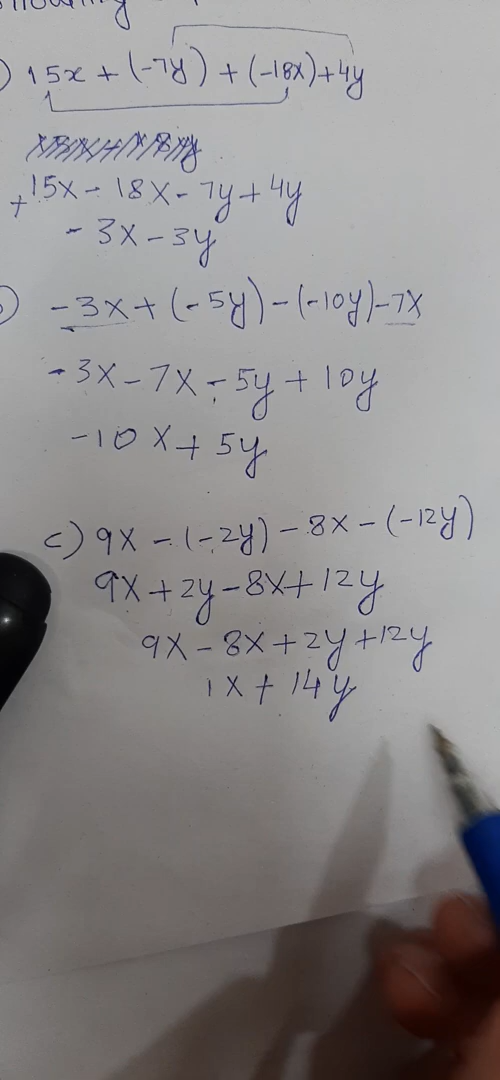 ) 15x + (-7y) + (-18x) + 4y
+15x - 18x - 7y + 4y
- 3x - 3y
) -3x + (-5y) - (-10y) - 7x
-3x - 7x - 5y + 10y
-10x + 5y
c) 9x - (-2y) - 8x - (-12y)
9x + 2y - 8x + 12y
9x - 8x + 2y + 12y
1x + 14y